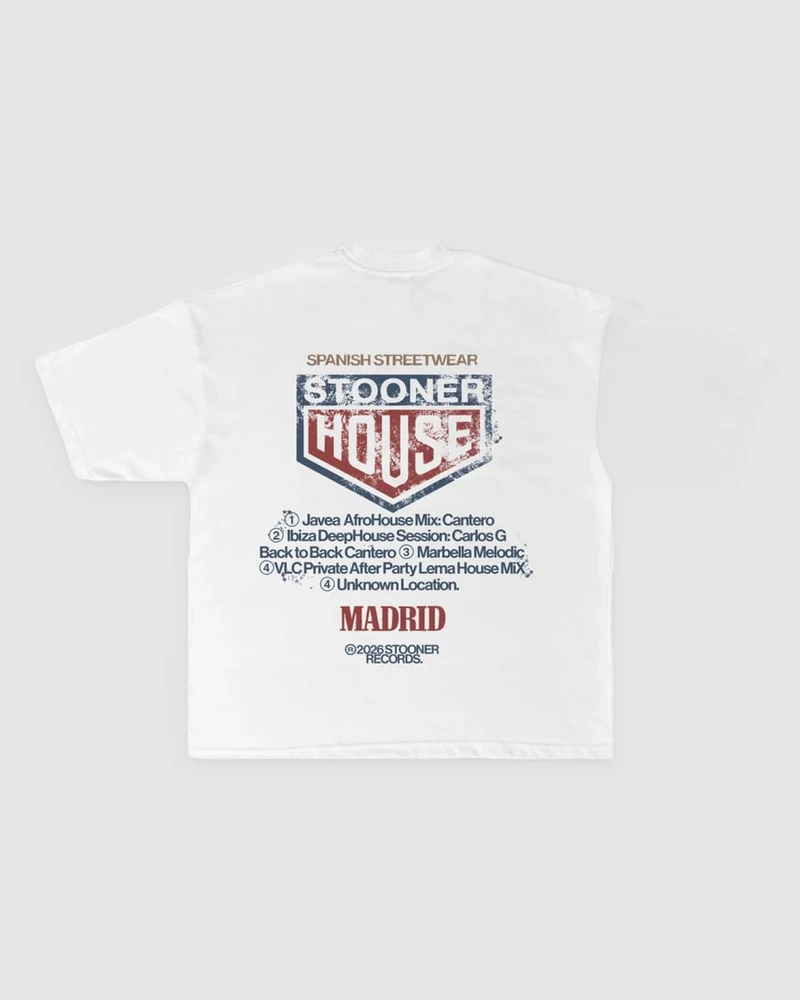 SPANISH STREETWEAR
STOONER
HOUSE
① Javea AfroHouse Mix: Cantero
② Ibiza DeepHouse Session: Carlos G
Back to Back Cantero ③ Marbella Melodic
④ VLC Private After Party Lema House MiX
④ Unknown Location.
MADRID
®2026 STOONER
RECORDS.